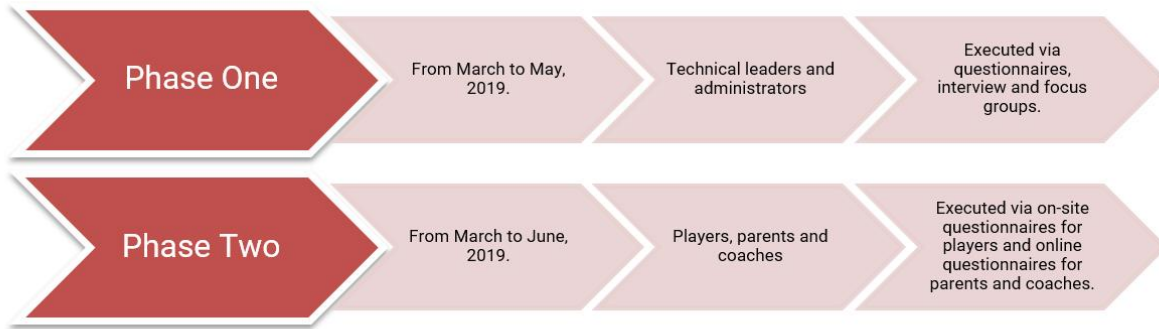 Phase One
From March to May,
2019.
Technical leaders and
administrators
Executed via
questionnaires,
interview and focus
groups.
Phase Two
From March to June,
2019.
Players, parents and
coaches
Executed via on-site
questionnaires for
players and online
questionnaires for
parents and coaches.